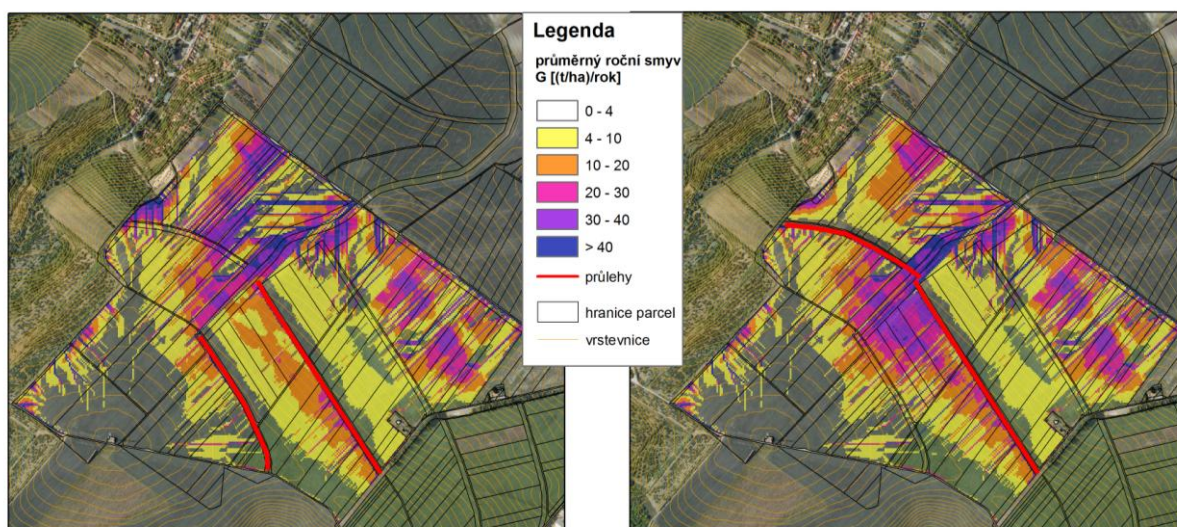 Legenda
průměrný roční smyv
G [(t/ha)/rok]
0 - 4
4 - 10
10 - 20
20 - 30
30 - 40
> 40
průlehy
hranice parcel
vrstevnice